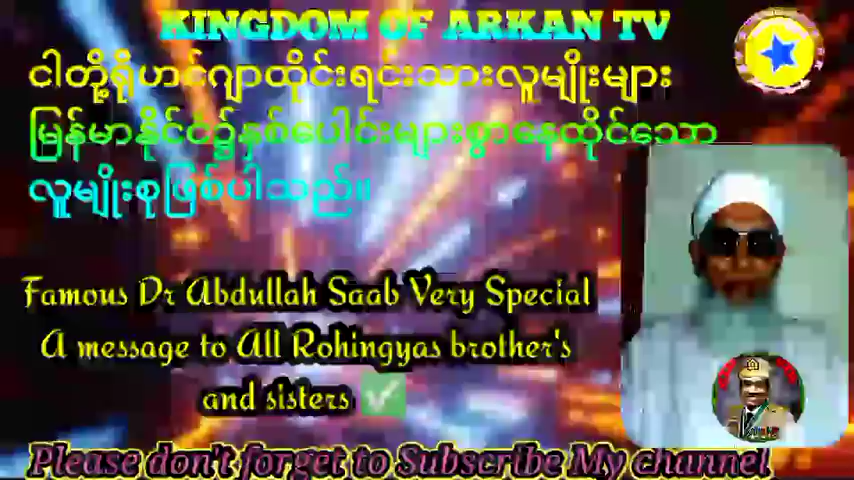 KINGDOM OF ARKAN TV
ငါတို့ရိုဟင်ဂျာထိုင်းရင်းသားလူမျိုးများ
မြန်မာနိုင်ငံ၌နှစ်ပေါင်းများစွာနေထိုင်သော
လူမျိုးစုဖြစ်ပါသည်။
Famous Dr Abdullah Saab Very Special
A message to All Rohingyas brother's
and sisters ✅
Please don't forget to Subscribe My channel